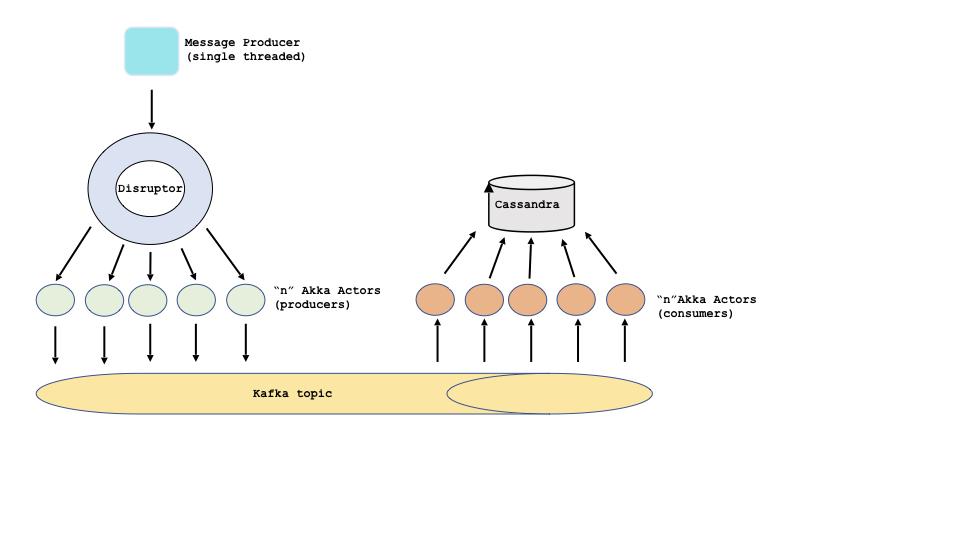 Message Producer
(single threaded)
Disruptor
Cassandra
“n” Akka Actors
(producers)
“n”Akka Actors
(consumers)
Kafka topic